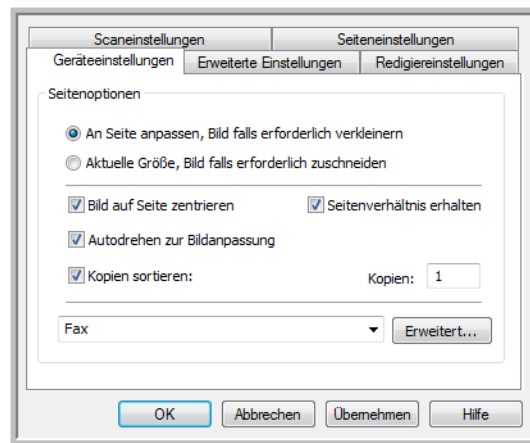 Scaneinstellungen Seiteneinstellungen
Geräteeinstellungen Erweiterte Einstellungen Redigiereinstellungen
Seitenoptionen
An Seite anpassen, Bild falls erforderlich verkleinern
Aktuelle Größe, Bild falls erforderlich zuschneiden
Bild auf Seite zentrieren Seitenverhältnis erhalten
Autodrehen zur Bildanpassung
Kopien sortieren: Kopien: 1
Fax Erweitert...
OK Abbrechen Übernehmen Hilfe